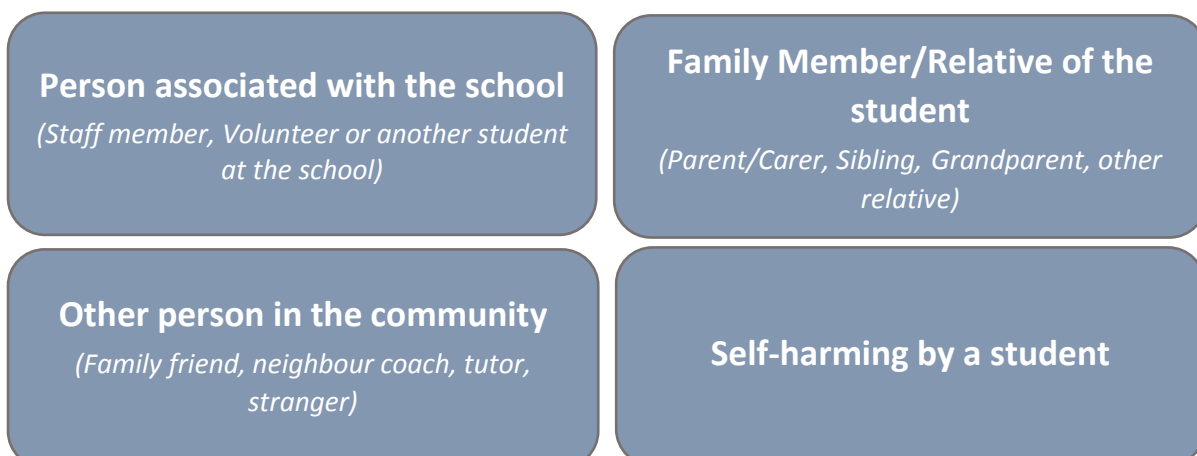 Person associated with the school
(Staff member, Volunteer or another student
at the school)
Family Member/Relative of the
student
(Parent/Carer, Sibling, Grandparent, other
relative)
Other person in the community
(Family friend, neighbour coach, tutor,
stranger)
Self-harming by a student